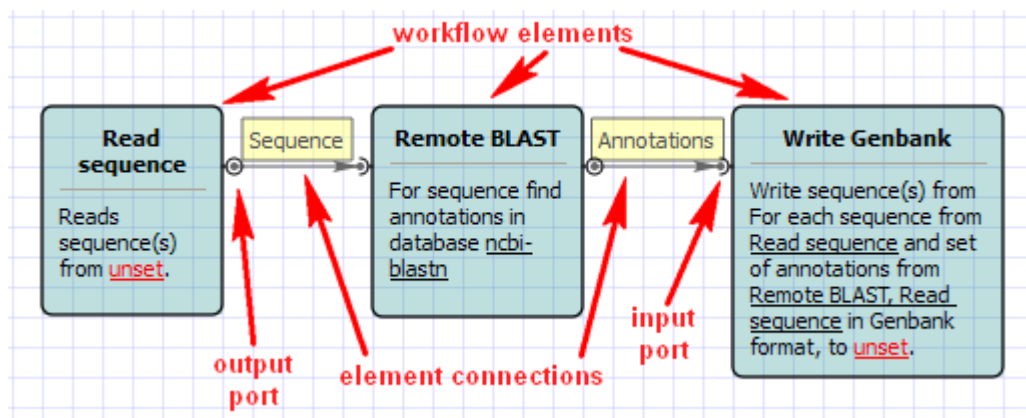 workflow elements
Read
sequence
Reads
sequence(s)
from unset.
Sequence
Remote BLAST
For sequence find
annotations in
database ncbi-
blastn
Annotations
Write Genbank
Write sequence(s) from
For each sequence from
Read sequence and set
of annotations from
Remote BLAST, Read
sequence in Genbank
format, to unset.
output
port
element connections
input
port